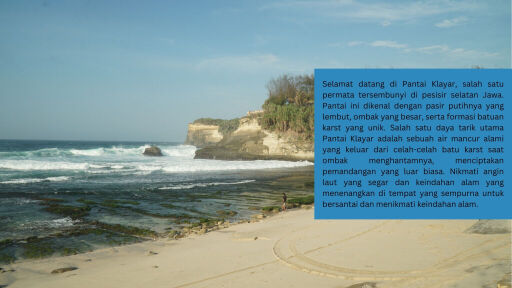 Selamat datang di Pantai Klayar, salah satu
permata tersembunyi di pesisir selatan Jawa.
Pantai ini dikenal dengan pasir putihnya yang
lembut, ombak yang besar, serta formasi batuan
karst yang unik. Salah satu daya tarik utama
Pantai Klayar adalah sebuah air mancur alami
yang keluar dari celah-celah batu karst saat
ombak menghantamnya, menciptakan
pemandangan yang luar biasa. Nikmati angin
laut yang segar dan keindahan alam yang
menenangkan di tempat yang sempurna untuk
bersantai dan menikmati keindahan alam.